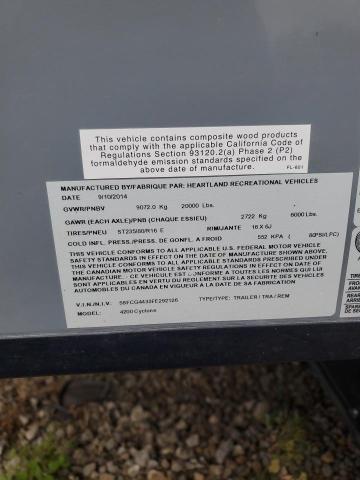 This vehicle contains composite wood products
that comply with the applicable California Code of
Regulations Section 93120.2(a) Phase 2 (P2)
formaldehyde emission standards specified on the
above date of manufacture.
FL-601
MANUFACTURED BY/FABRIQUE PAR: HEARTLAND RECREATIONAL VEHICLES
9/10/2014
GVWR/PNBV 9072.0 Kg 20000 Lbs.
GAWR (EACH AXLE)/PNB (CHAQUE ESSIEU) 2722 Kg 6000 Lbs.
TIRES/PNEU ST235/80/R16 E RIM/JANTE 16 X 6J
COLD INFL. PRESS./PRESS. DE GONFL. A FROID 552 KPA ( 80PSI/LPC)
THIS VEHICLE CONFORMS TO ALL APPLICABLE U.S. FEDERAL MOTOR VEHICLE
SAFETY STANDARDS IN EFFECT ON THE DATE OF MANUFACTURE SHOWN ABOVE.
THIS VEHICLE CONFORMS TO ALL APPLICABLE STANDARDS PRESCRIBED UNDER
THE CANADIAN MOTOR VEHICLE SAFETY REGULATIONS IN EFFECT ON THE DATE OF
MANUFACTURE/ CE VEHICULE EST CONFORME A TOUTES LES NORMES QUI LUI
SONT APPLICABLES EN VERTU DU REGLEMENT SUR LA SECURITE DES VEHICULES
AUTOMOBILES DU CANADA EN VIGUEUR A LA DATE DE SA FABRICATION
V.I.N./N.I.V. 5SFCG4433FE292126 TYPE/TYPE: TRAILER / TRA/REM
MODEL: 4200 Cyclone